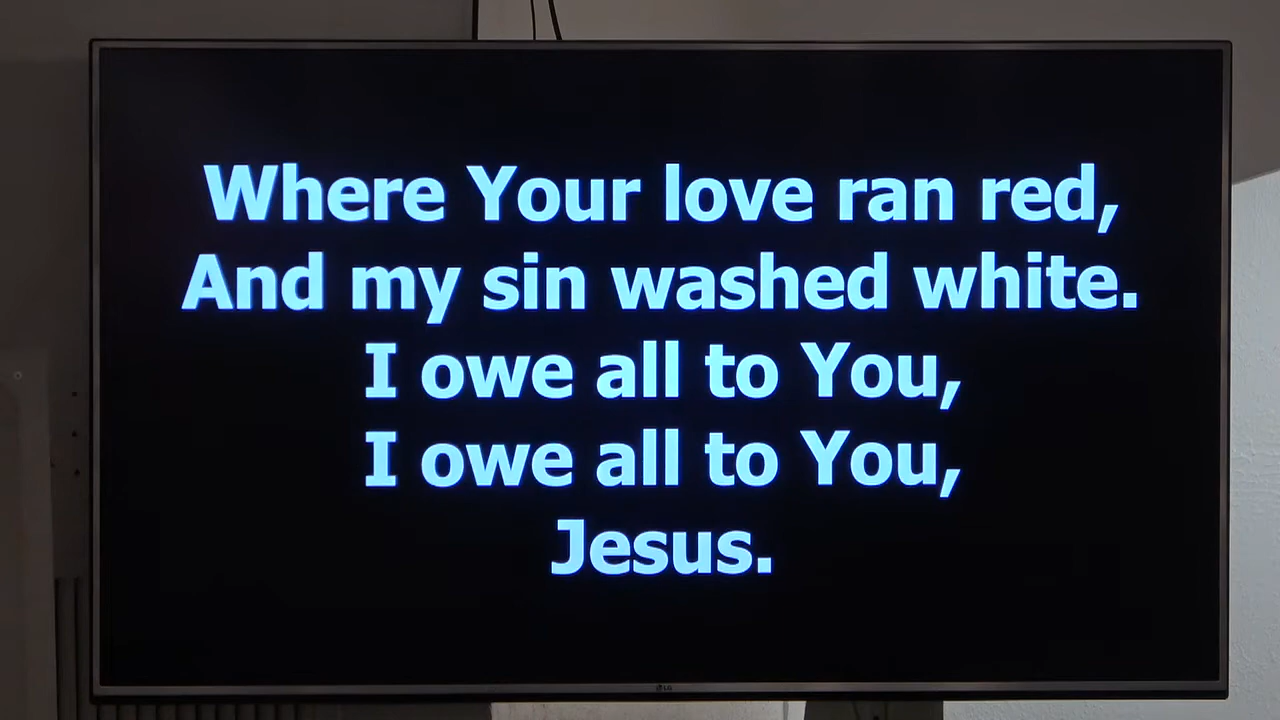 Where Your love ran red,
And my sin washed white.
I owe all to You,
I owe all to You,
Jesus.
LG